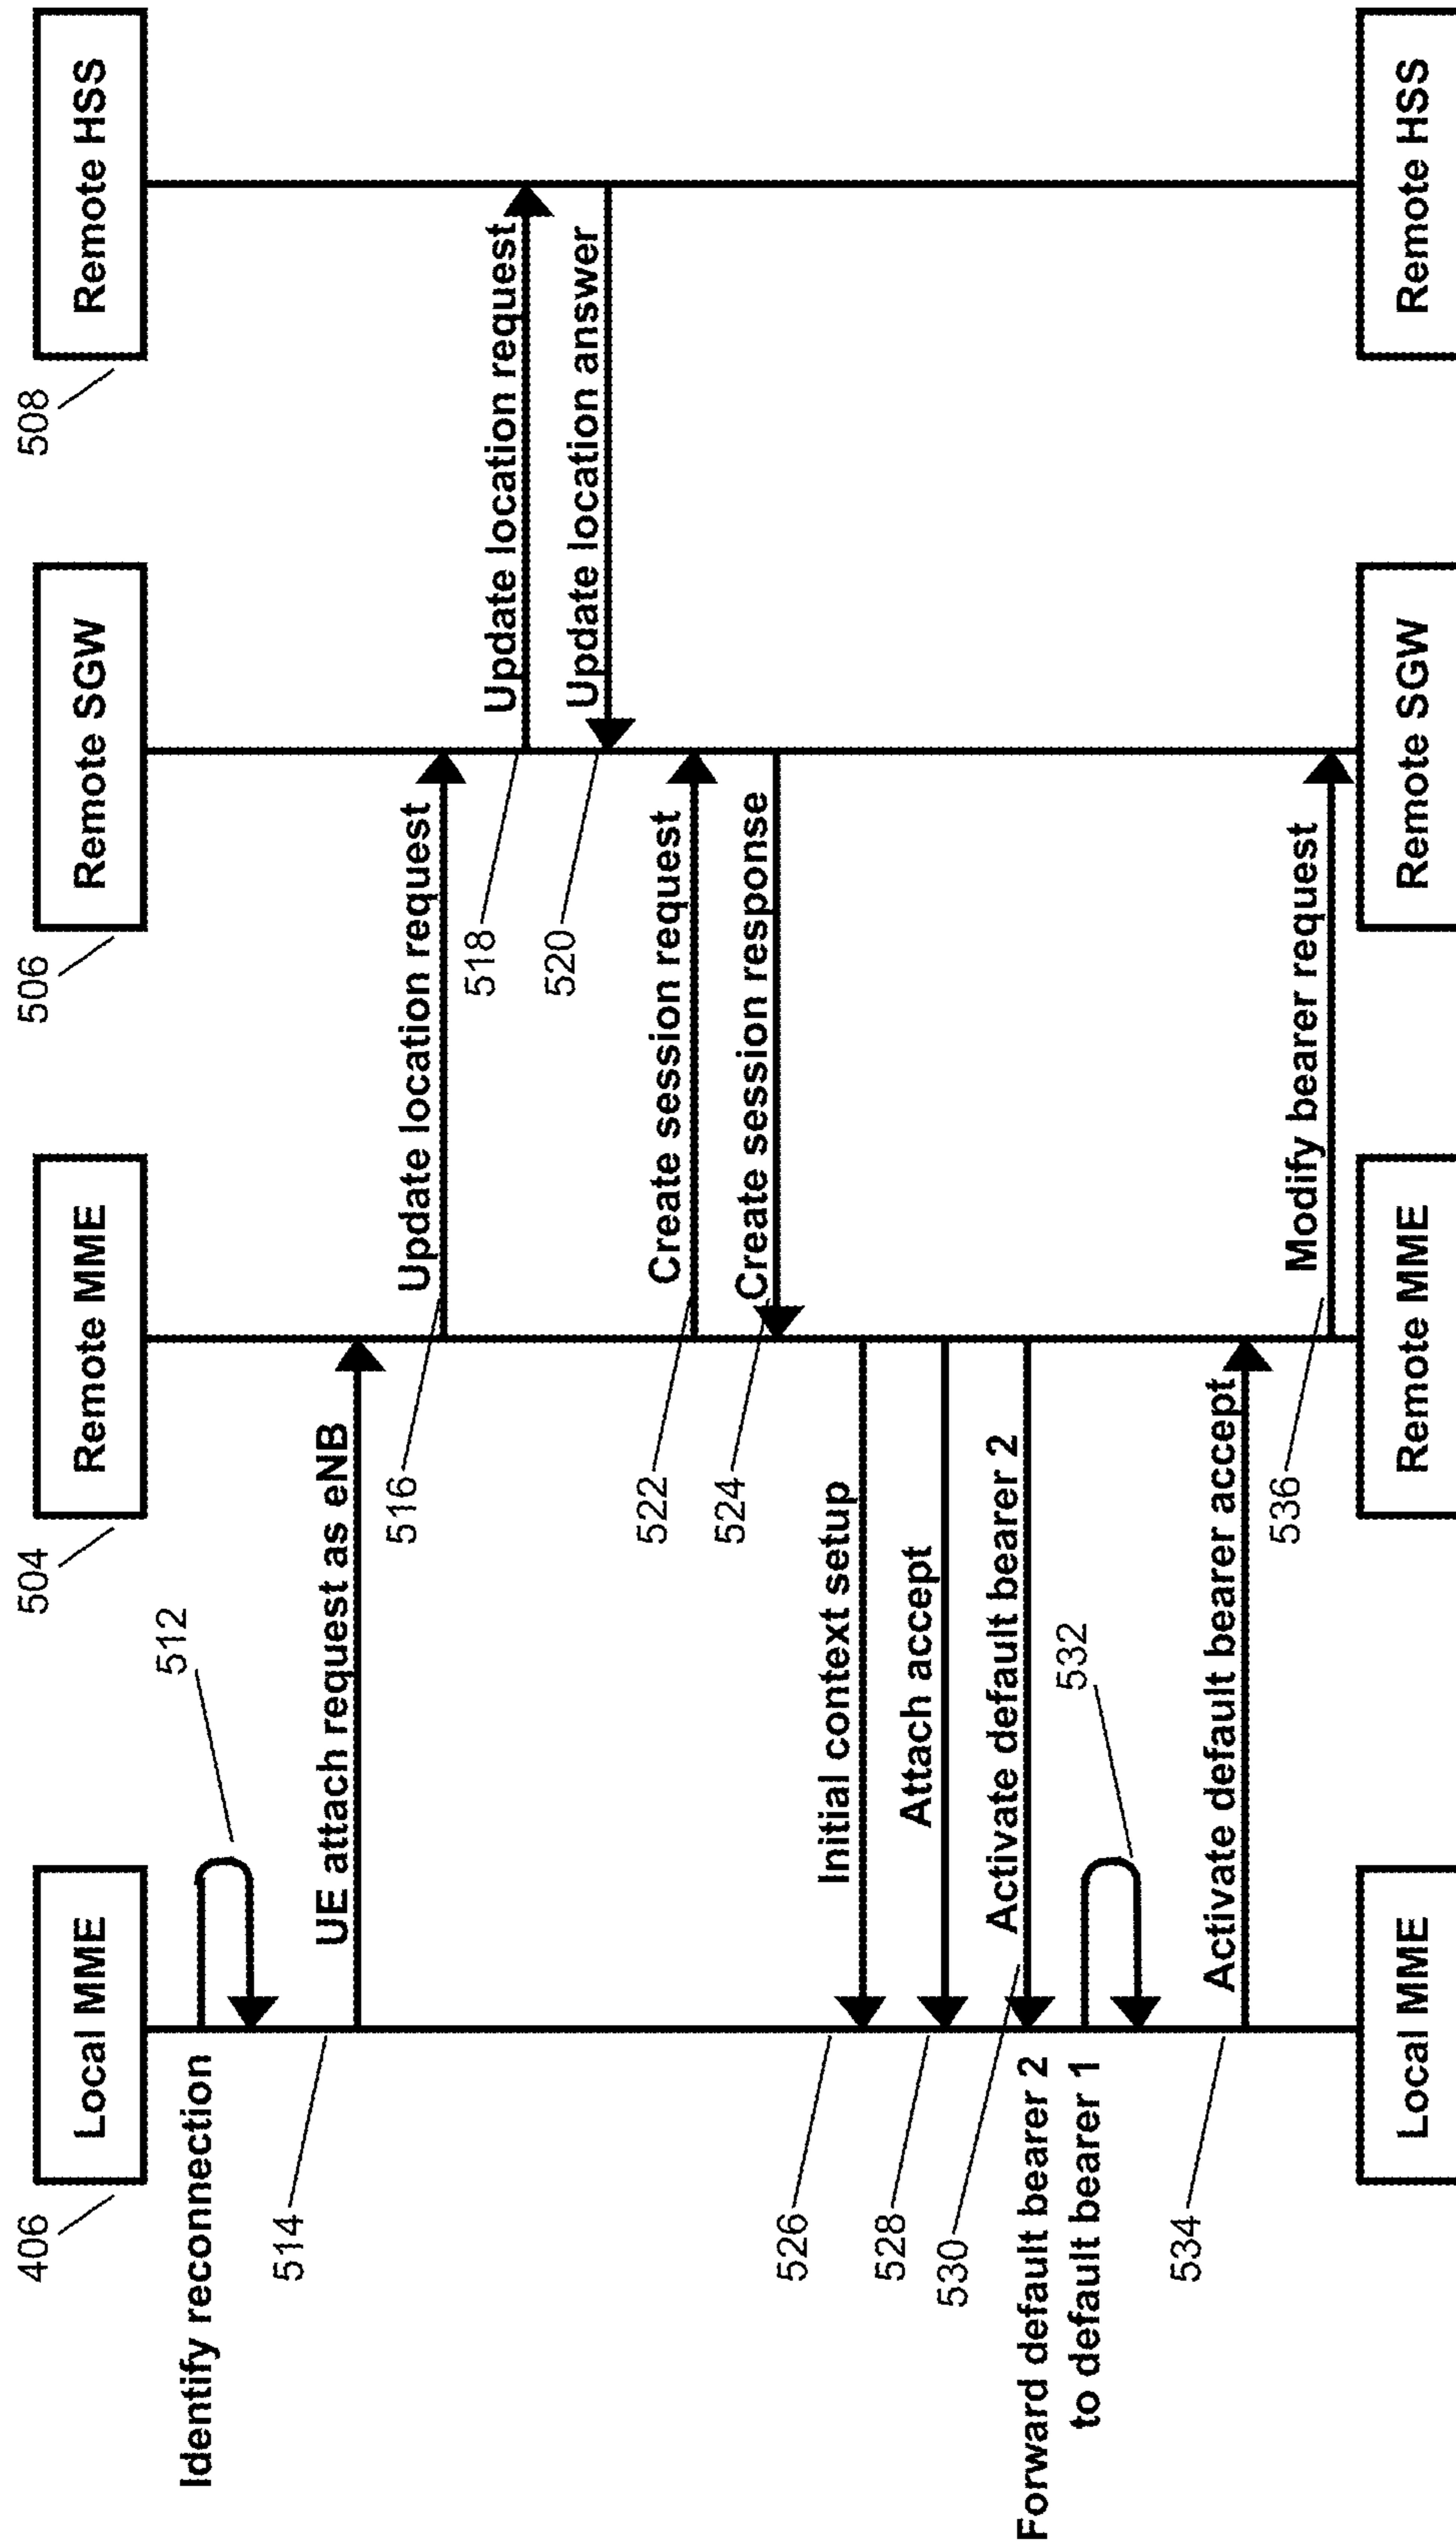 406
Local MME
504
Remote MME
506
Remote SGW
508
Remote HSS
Identify reconnection
512
514
UE attach request as eNB
516
Update location request
518
Update location request
520
Update location answer
522
Create session request
524
Create session response
526
Initial context setup
528
Attach accept
530
Activate default bearer 2
Forward default bearer 2
to default bearer 1
532
534
Activate default bearer accept
536
Modify bearer request
Local MME
Remote MME
Remote SGW
Remote HSS